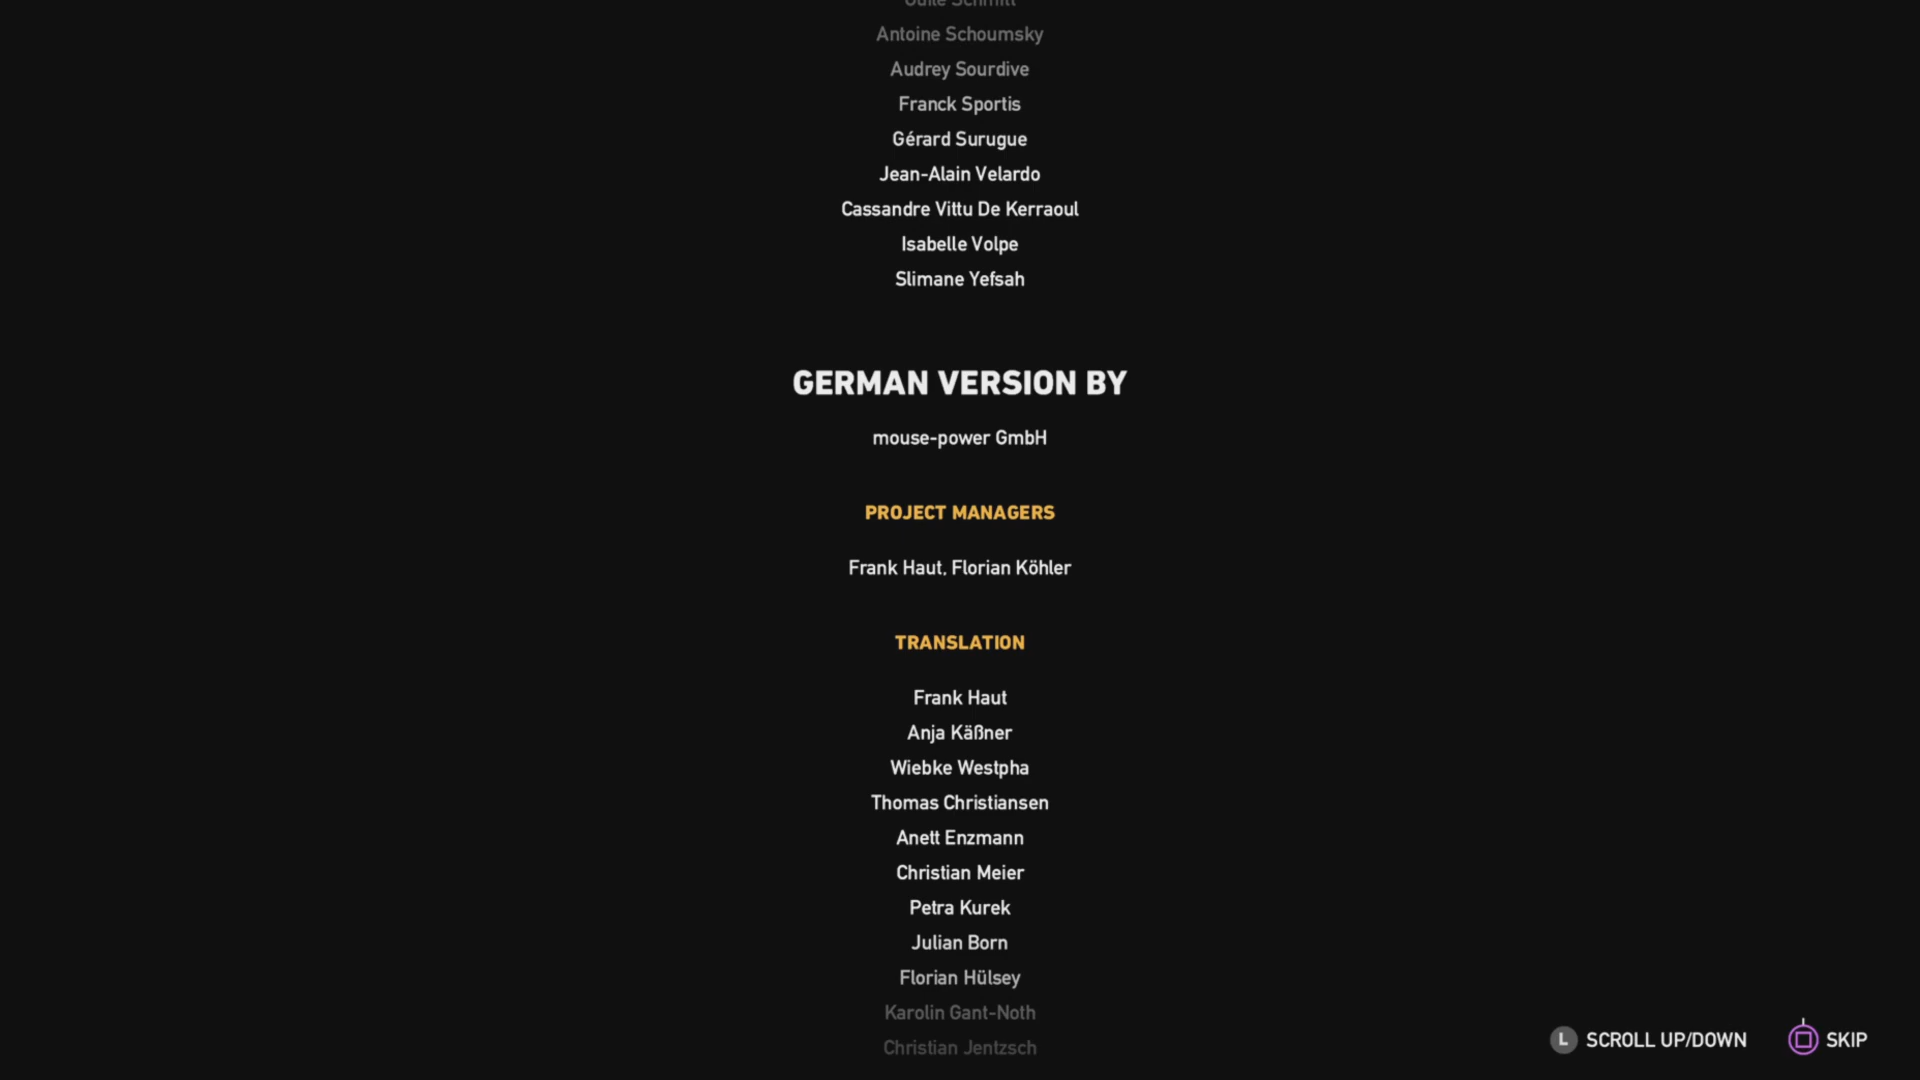 Odile Schmitt
Antoine Schoumsky
Audrey Sourdive
Franck Sportis
Gérard Surugue
Jean-Alain Velardo
Cassandre Vittu De Kerraoul
Isabelle Volpe
Slimane Yefsah
GERMAN VERSION BY
mouse-power GmbH
PROJECT MANAGERS
Frank Haut, Florian Köhler
TRANSLATION
Frank Haut
Anja Käßner
Wiebke Westpha
Thomas Christiansen
Anett Enzmann
Christian Meier
Petra Kurek
Julian Born
Florian Hülsey
Karolin Gant-Noth
Christian Jentzsch
L SCROLL UP/DOWN SKIP